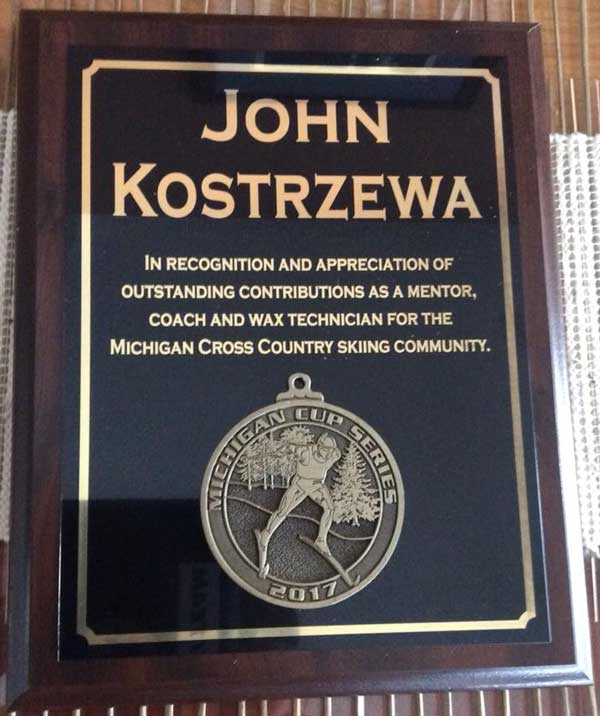 JOHN
KOSTRZEWA
IN RECOGNITION AND APPRECIATION OF
OUTSTANDING CONTRIBUTIONS AS A MENTOR,
COACH AND WAX TECHNICIAN FOR THE
MICHIGAN CROSS COUNTRY SKIING COMMUNITY.
MICHIGAN CUP SERIES
2017